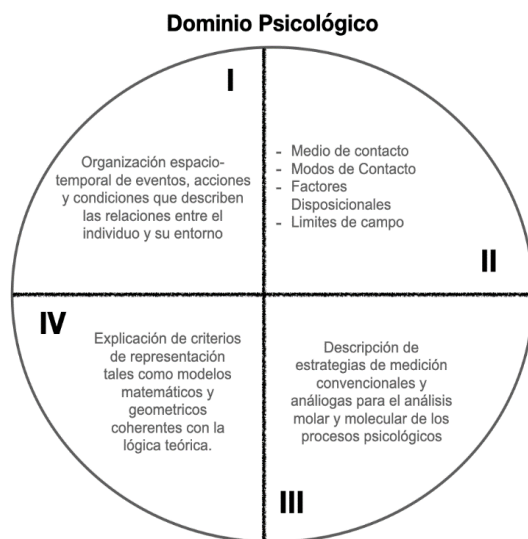 Dominio Psicológico
I
Organización espacio-
temporal de eventos, acciones
y condiciones que describen
las relaciones entre el
individuo y su entorno
- Medio de contacto
- Modos de Contacto
- Factores
Disposicionales
- Limites de campo
II
IV
Explicación de criterios
de representación
tales como modelos
matemáticos y
geometricos
coherentes con la
lógica teórica.
Descripción de
estrategias de medición
convencionales y
análiogas para el análisis
molar y molecular de los
procesos psicológicos
III